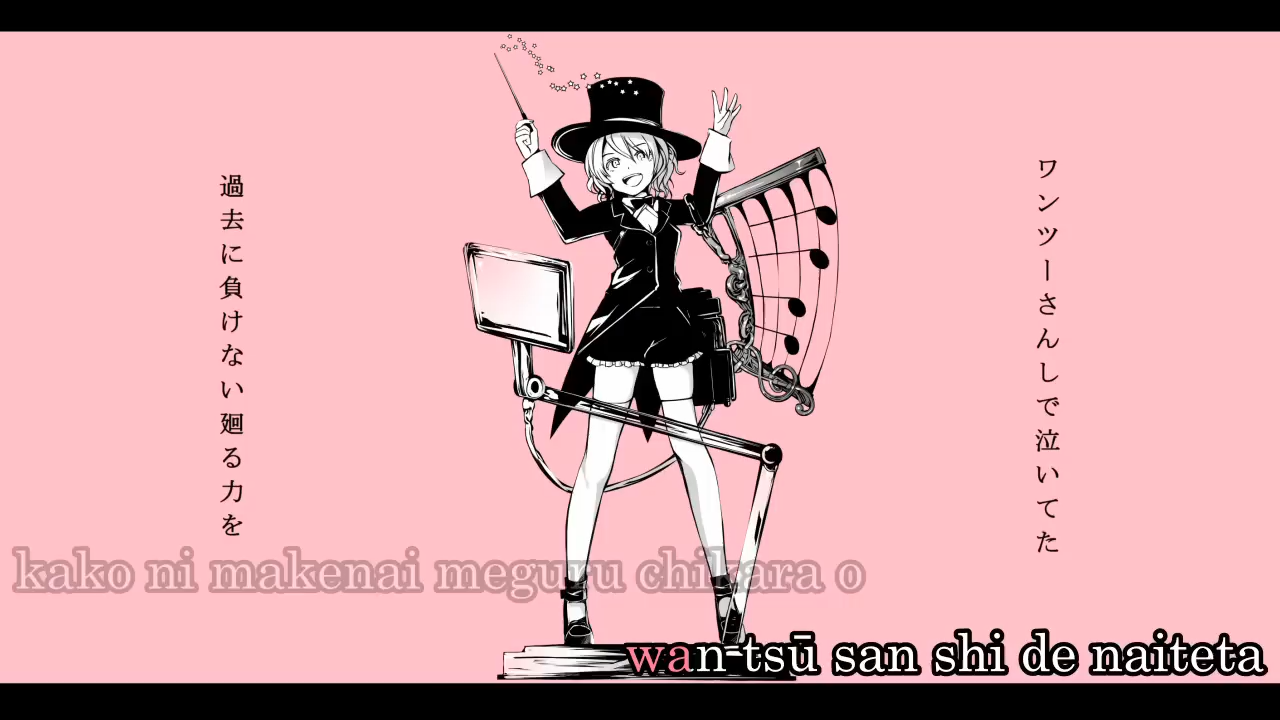 ワンツーさんしで泣いてた
過去に負けない廻る力を
kako ni makenai meguru chikara o
wan-tsū san shi de naiteta